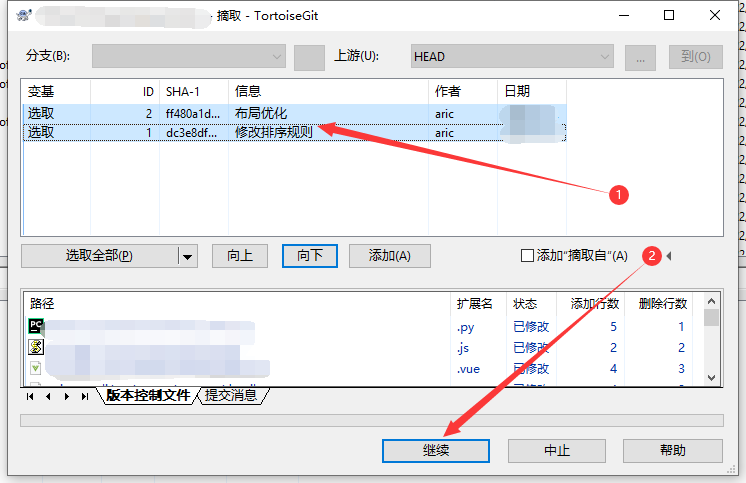 - 摘取 - TortoiseGit
分支(B): 上游(U): HEAD ... 到(O)
变基 ID SHA-1 信息 作者 日期
选取 2 ff480a1d... 布局优化 aric
选取 1 dc3e8df... 修改排序规则 aric
1
选取全部(P) 向上 向下 添加(A) 添加“摘取自”(A) 2
路径 扩展名 状态 添加行数 删除行数
PC .py 已修改 5 1
.js 已修改 2 2
.vue 已修改 4 3
版本控制文件 提交消息
继续 中止 帮助